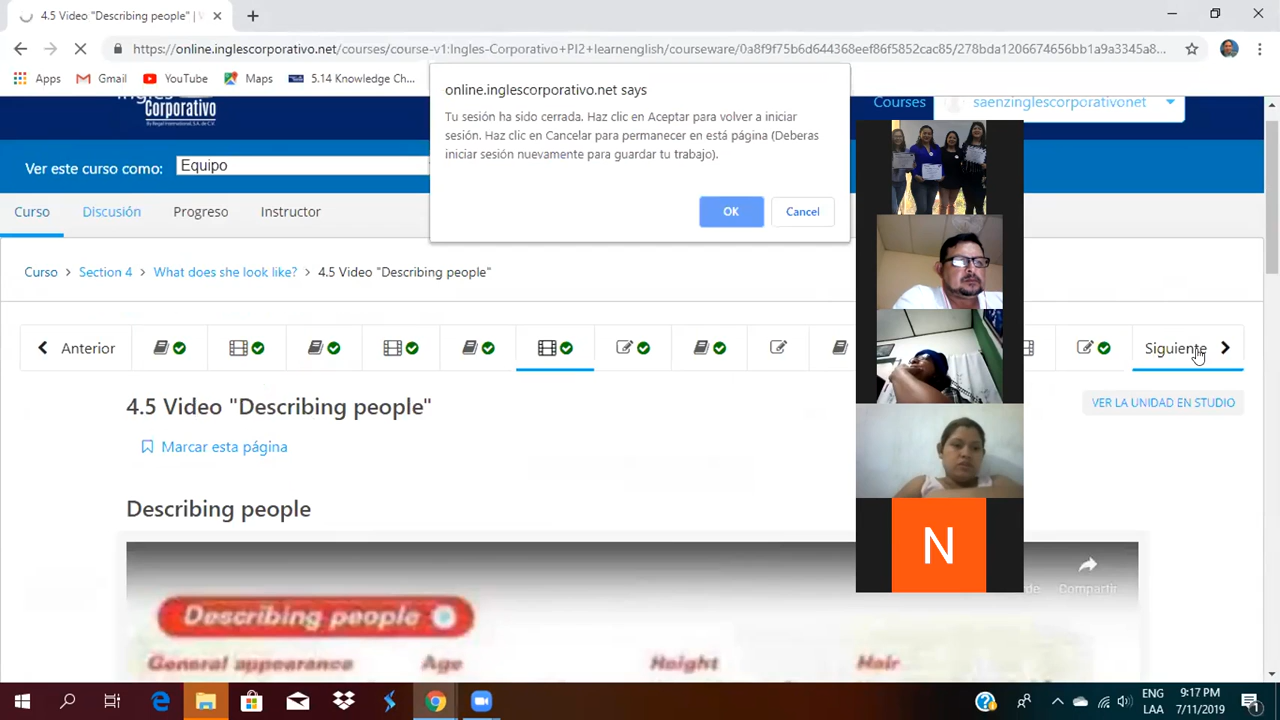 4.5 Video "Describing people" |
https://online.inglescorporativo.net/courses/course-v1:Ingles-Corporativo+PI2+learnenglish/courseware/0a8f9f75b6d644368eef86f5852cac85/278bda1206674656bb1a9a3345a8...
Apps Gmail YouTube Maps 5.14 Knowledge Ch...
online.inglescorporativo.net says
Tu sesión ha sido cerrada. Haz clic en Aceptar para volver a iniciar
sesión. Haz clic en Cancelar para permanecer en está página (Deberas
iniciar sesión nuevamente para guardar tu trabajo).
OK Cancel
Inglés
Corporativo
Courses saenzinglescorporativonet
Ver este curso como: Equipo
Curso Discusión Progreso Instructor
Curso > Section 4 > What does she look like? > 4.5 Video "Describing people"
Anterior
Siguiente
4.5 Video "Describing people"
VER LA UNIDAD EN STUDIO
Marcar esta página
Describing people
N
Compartir
Describing people
General appearance Age Height Hair
ENG 9:17 PM
LAA 7/11/2019